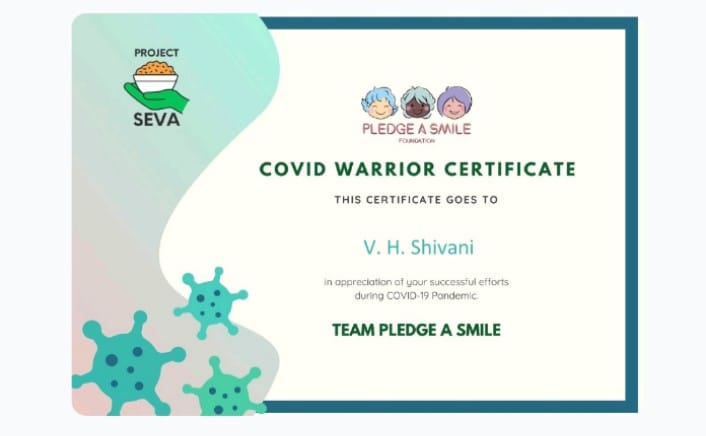 PROJECT
SEVA
PLEDGE A SMILE
FOUNDATION
COVID WARRIOR CERTIFICATE
THIS CERTIFICATE GOES TO
V. H. Shivani
in appreciation of your successful efforts
during COVID-19 Pandemic.
TEAM PLEDGE A SMILE